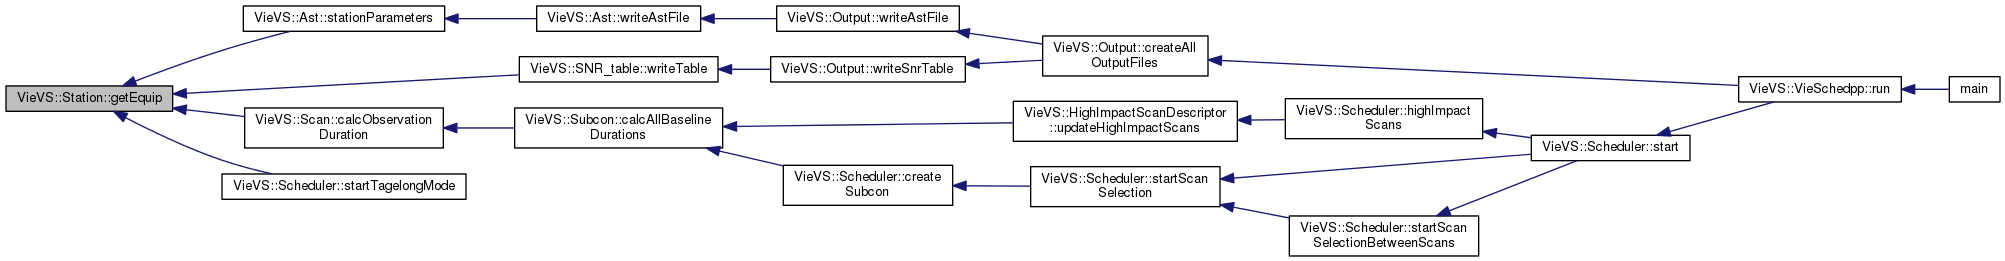 VieVS::Station::getEquip
VieVS::Ast::stationParameters
VieVS::Ast::writeAstFile
VieVS::Output::writeAstFile
VieVS::SNR_table::writeTable
VieVS::Output::writeSnrTable
VieVS::Output::createAll
OutputFiles
VieVS::VieSchedpp::run
main
VieVS::Scan::calcObservation
Duration
VieVS::Subcon::calcAllBaseline
Durations
VieVS::HighImpactScanDescriptor
::updateHighImpactScans
VieVS::Scheduler::highImpact
Scans
VieVS::Scheduler::start
VieVS::Scheduler::create
Subcon
VieVS::Scheduler::startScan
Selection
VieVS::Scheduler::startScan
SelectionBetweenScans
VieVS::Scheduler::startTagelongMode